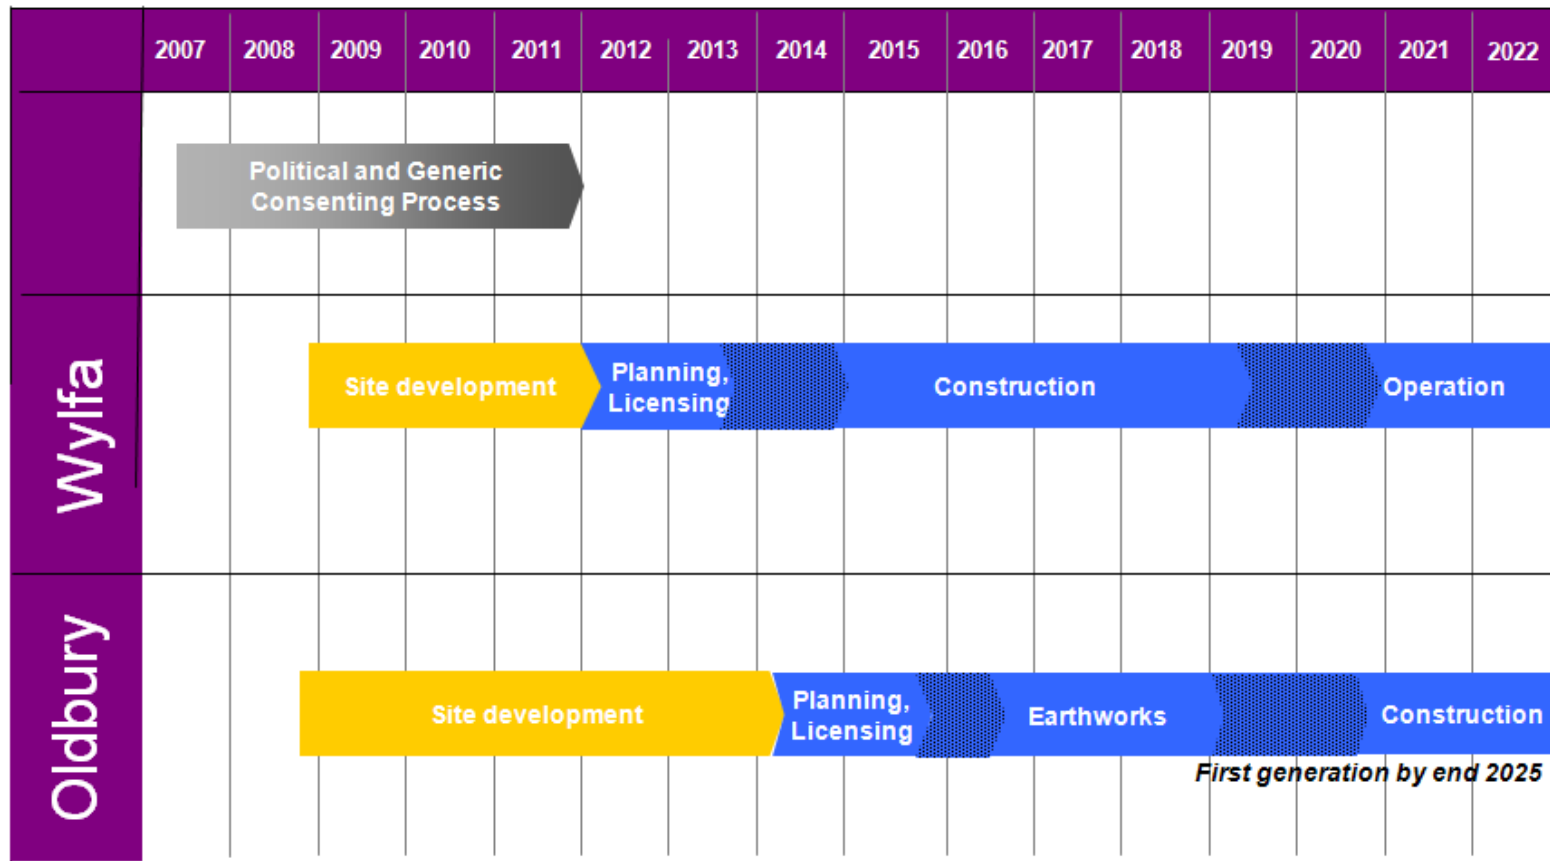 2007 2008 2009 2010 2011 2012 2013 2014 2015 2016 2017 2018 2019 2020 2021 2022
Political and Generic
Consenting Process
Wylfa
Site development
Planning,
Licensing
Construction
Operation
Oldbury
Site development
Planning,
Licensing
Earthworks
Construction
First generation by end 2025